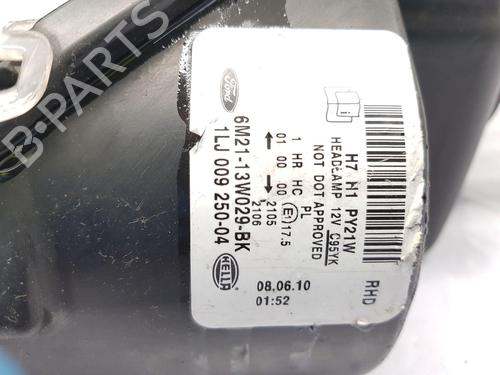 B-PARTS
Ford
6M21-13W029-BK
1LJ 009 250-04
HELLA
H7 H1 PY21W
HEADLAMP 12V C95YK
NOT DOT APPROVED
1 HR HC PL
01 00 00 E1 17.5
← → 2105
2106
RHD
08.06.10
01:52